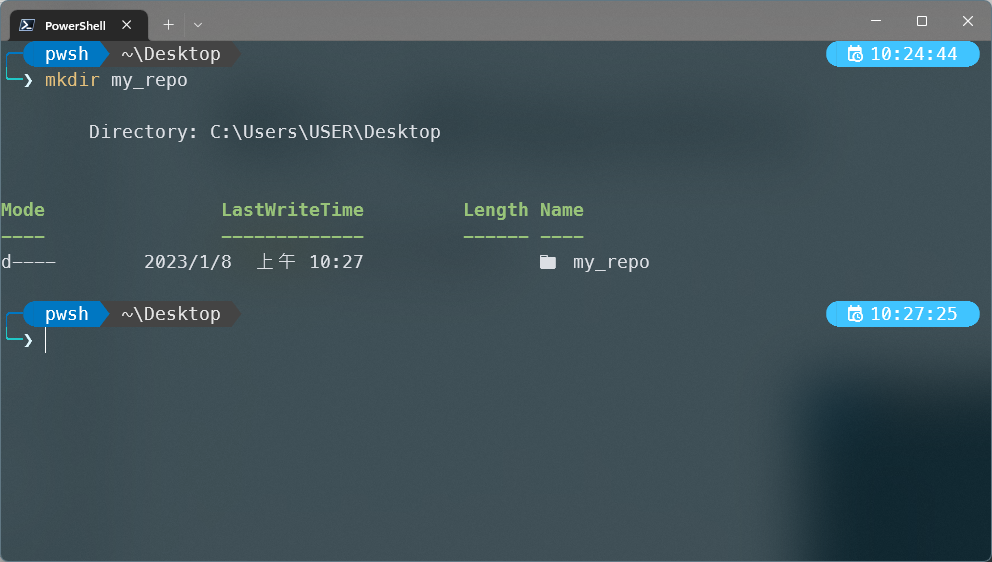 PowerShell
pwsh ~\Desktop 10:24:44
❯ mkdir my_repo
Directory: C:\Users\USER\Desktop
Mode LastWriteTime Length Name
---- ------------- ------ ----
d---- 2023/1/8 上午 10:27 my_repo
pwsh ~\Desktop 10:27:25
❯